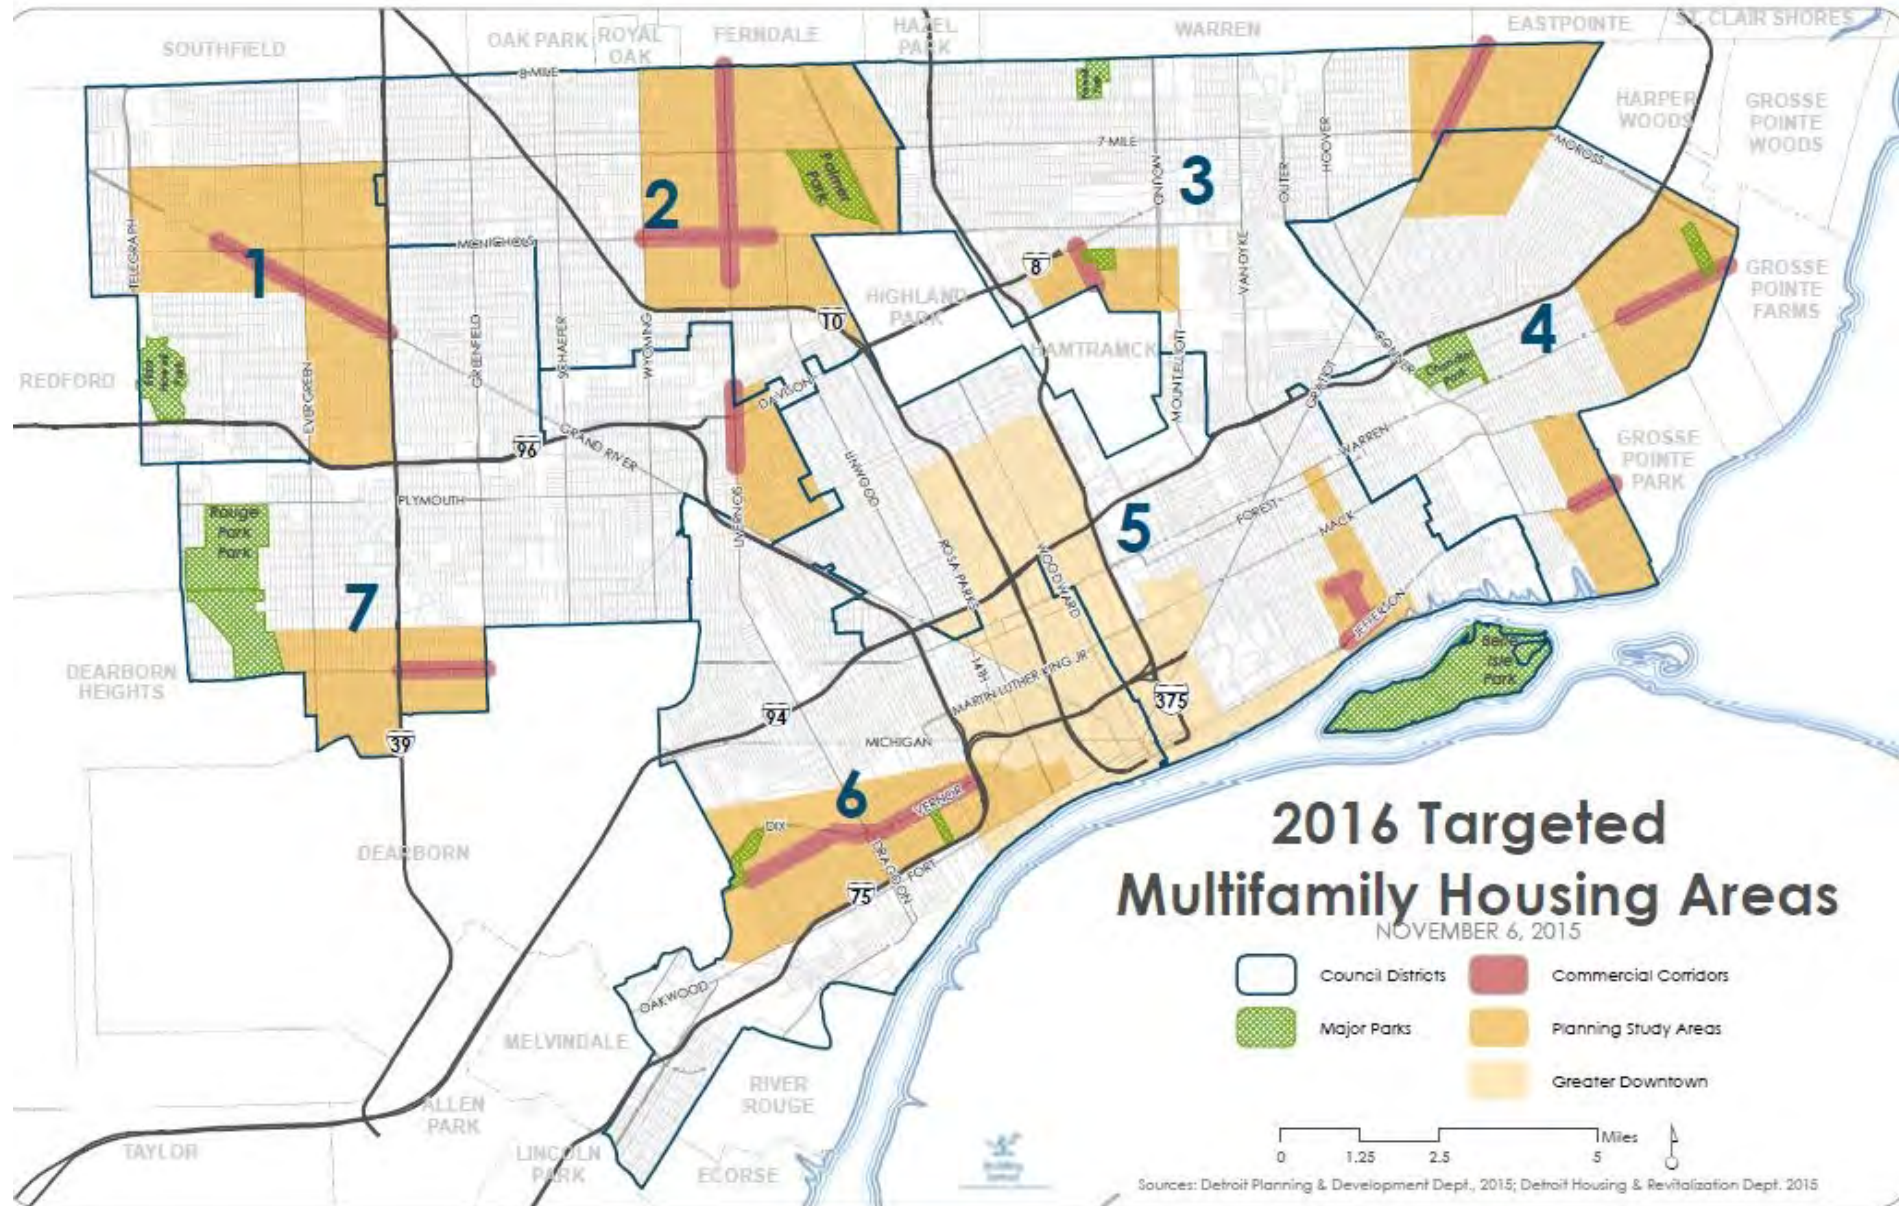 SOUTHFIELD
OAK PARK
ROYAL
OAK
FERNDALE
HAZEL
PARK
WARREN
EASTPOINTE
ST. CLAIR SHORES
8 MILE
HARPER
WOODS
GROSSE
POINTE
WOODS
7 MILE
MOROSS
HOOVER
OUTER
MOUND
3
Palmer
Park
2
TELEGRAPH
1
MCNICHOLS
VAN DYKE
8
HIGHLAND
PARK
10
GROSSE
POINTE
FARMS
4
REDFORD
EVERGREEN
GREENFIELD
SCHAEFER
WYOMING
HAMTRAMCK
MOUNT ELLIOTT
GRATIOT
CONNER
Chandler
Park
DAVISON
GRAND RIVER
96
LINWOOD
WARREN
GROSSE
POINTE
PARK
PLYMOUTH
LIVERNOIS
Rouge
Park
Park
5
FOREST
MACK
ROSA PARKS
WOODWARD
7
JEFFERSON
Belle
Isle
Park
DEARBORN
HEIGHTS
14TH
MARTIN LUTHER KING JR
375
94
39
MICHIGAN
6
VERNOR
DIX
DRAGOON
FORT
75
DEARBORN
OAKWOOD
MELVINDALE
RIVER
ROUGE
ALLEN
PARK
TAYLOR
LINCOLN
PARK
ECORSE
2016 Targeted
Multifamily Housing Areas
NOVEMBER 6, 2015
Council Districts
Commercial Corridors
Major Parks
Planning Study Areas
Greater Downtown
Miles
0 1.25 2.5 5
Sources: Detroit Planning & Development Dept., 2015; Detroit Housing & Revitalization Dept. 2015